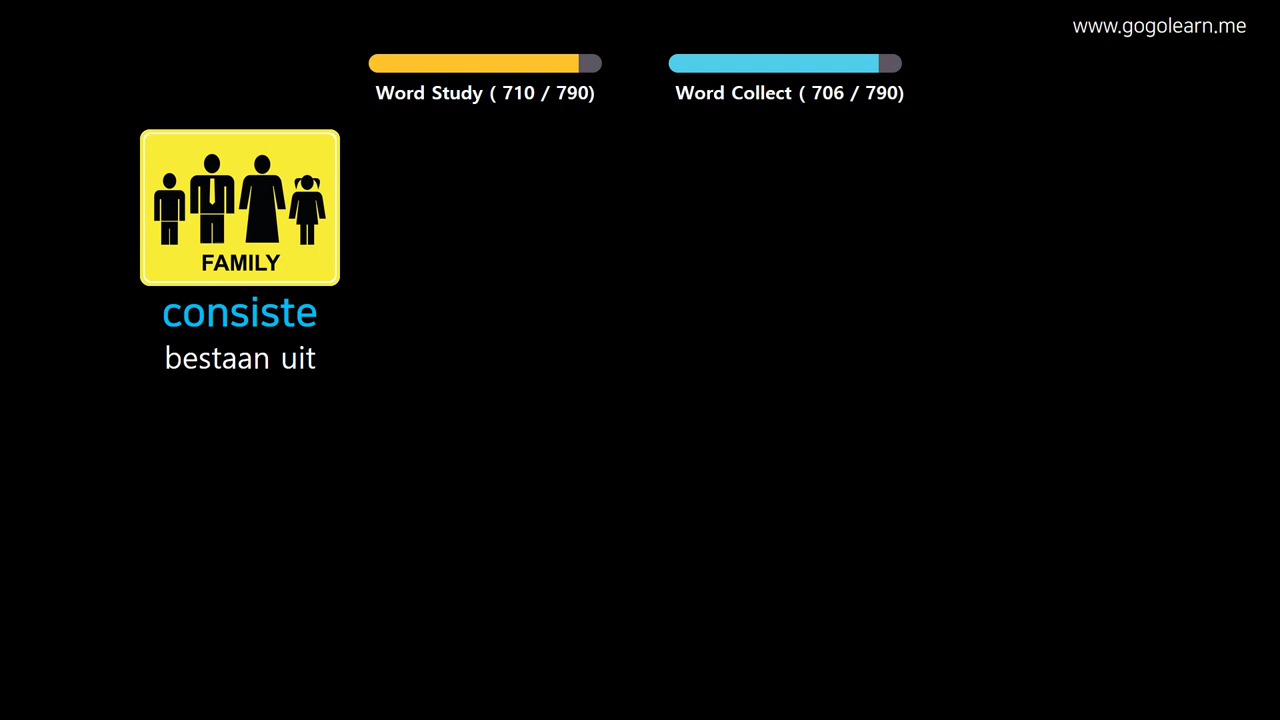 www.gogolearn.me
Word Study ( 710 / 790)
Word Collect ( 706 / 790)
FAMILY
consiste
bestaan uit